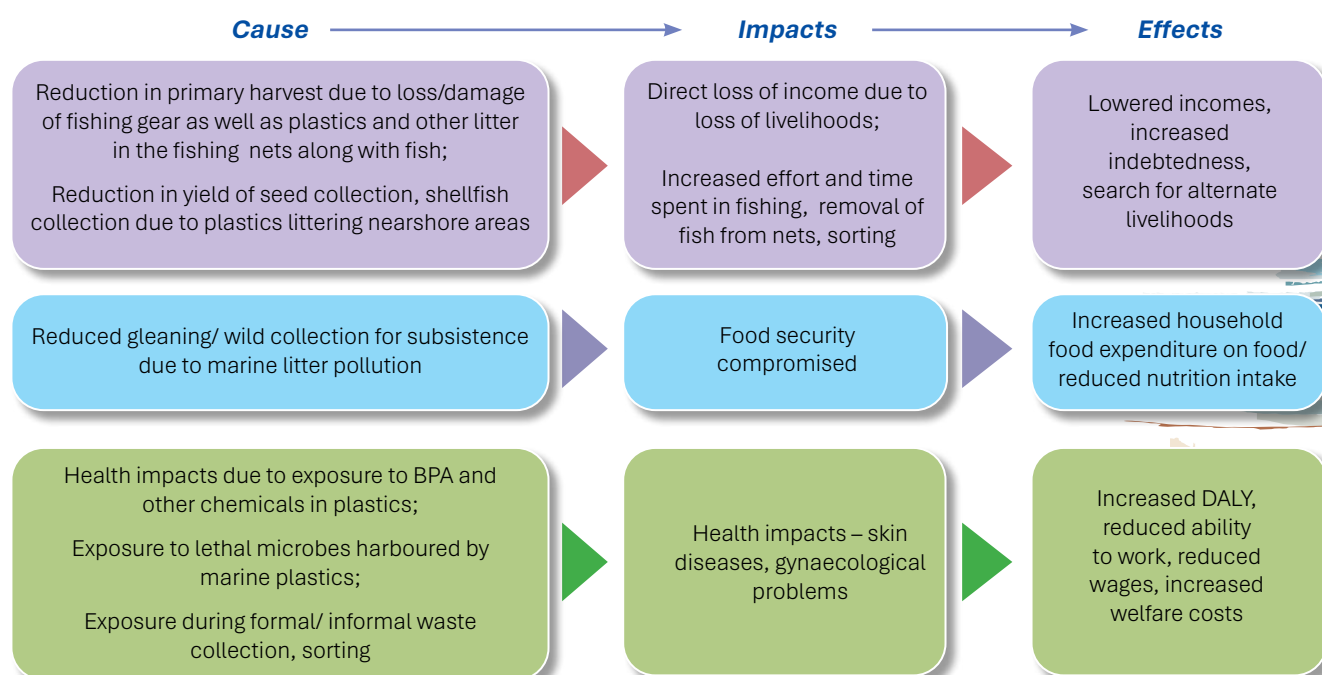 Cause
Impacts
Effects
Reduction in primary harvest due to loss/damage
of fishing gear as well as plastics and other litter
in the fishing nets along with fish;
Reduction in yield of seed collection, shellfish
collection due to plastics littering nearshore areas
Direct loss of income due to
loss of livelihoods;
Increased effort and time
spent in fishing, removal of
fish from nets, sorting
Lowered incomes,
increased
indebtedness,
search for alternate
livelihoods
Reduced gleaning/ wild collection for subsistence
due to marine litter pollution
Food security
compromised
Increased household
food expenditure on food/
reduced nutrition intake
Health impacts due to exposure to BPA and
other chemicals in plastics;
Exposure to lethal microbes harboured by
marine plastics;
Exposure during formal/ informal waste
collection, sorting
Health impacts – skin
diseases, gynaecological
problems
Increased DALY,
reduced ability
to work, reduced
wages, increased
welfare costs